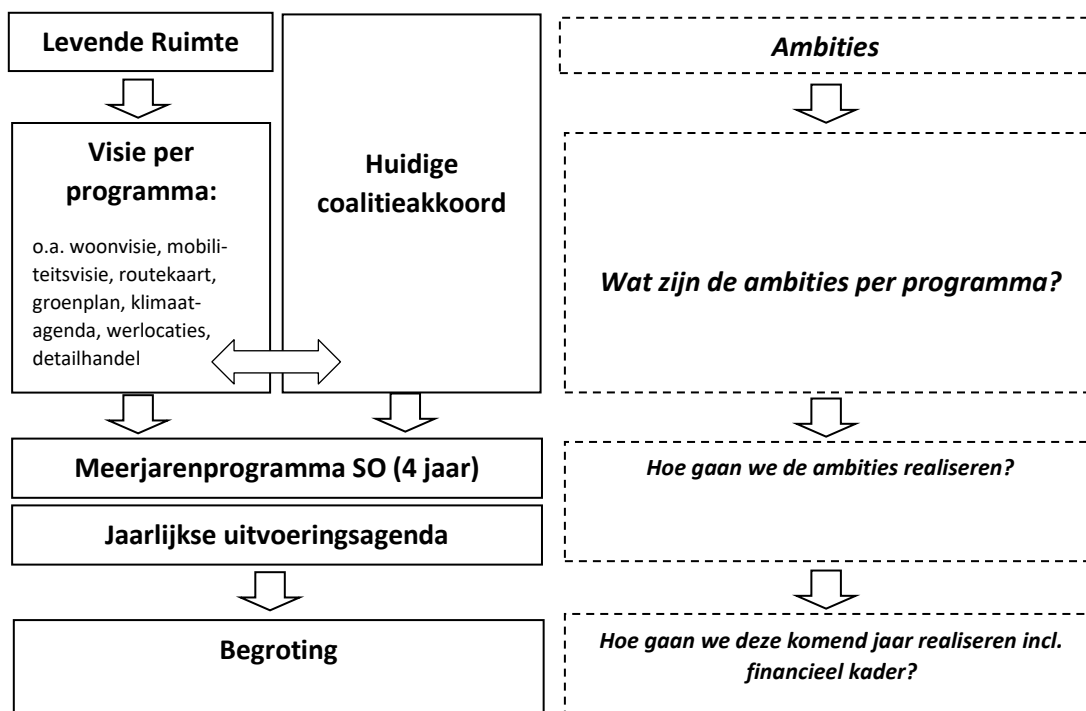 Levende Ruimte
Visie per
programma:
o.a. woonvisie, mobili-
teitsvisie, routekaart,
groenplan, klimaat-
agenda, werlocaties,
detailhandel
Huidige
coalitieakkoord
Meerjarenprogramma SO (4 jaar)
Jaarlijkse uitvoeringsagenda
Begroting
Ambities
Wat zijn de ambities per programma?
Hoe gaan we de ambities realiseren?
Hoe gaan we deze komend jaar realiseren incl.
financieel kader?